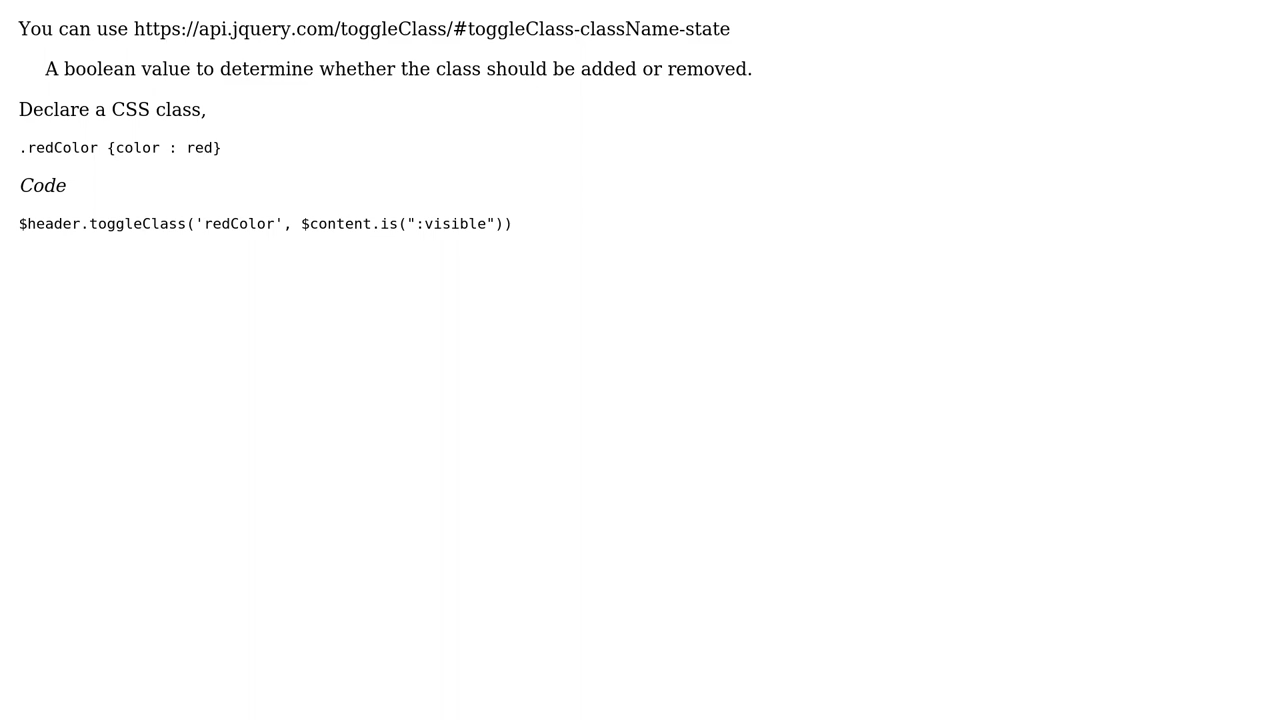 You can use https://api.jquery.com/toggleClass/#toggleClass-className-state
A boolean value to determine whether the class should be added or removed.
Declare a CSS class,
.redColor {color : red}
Code
$header.toggleClass('redColor', $content.is(":visible"))